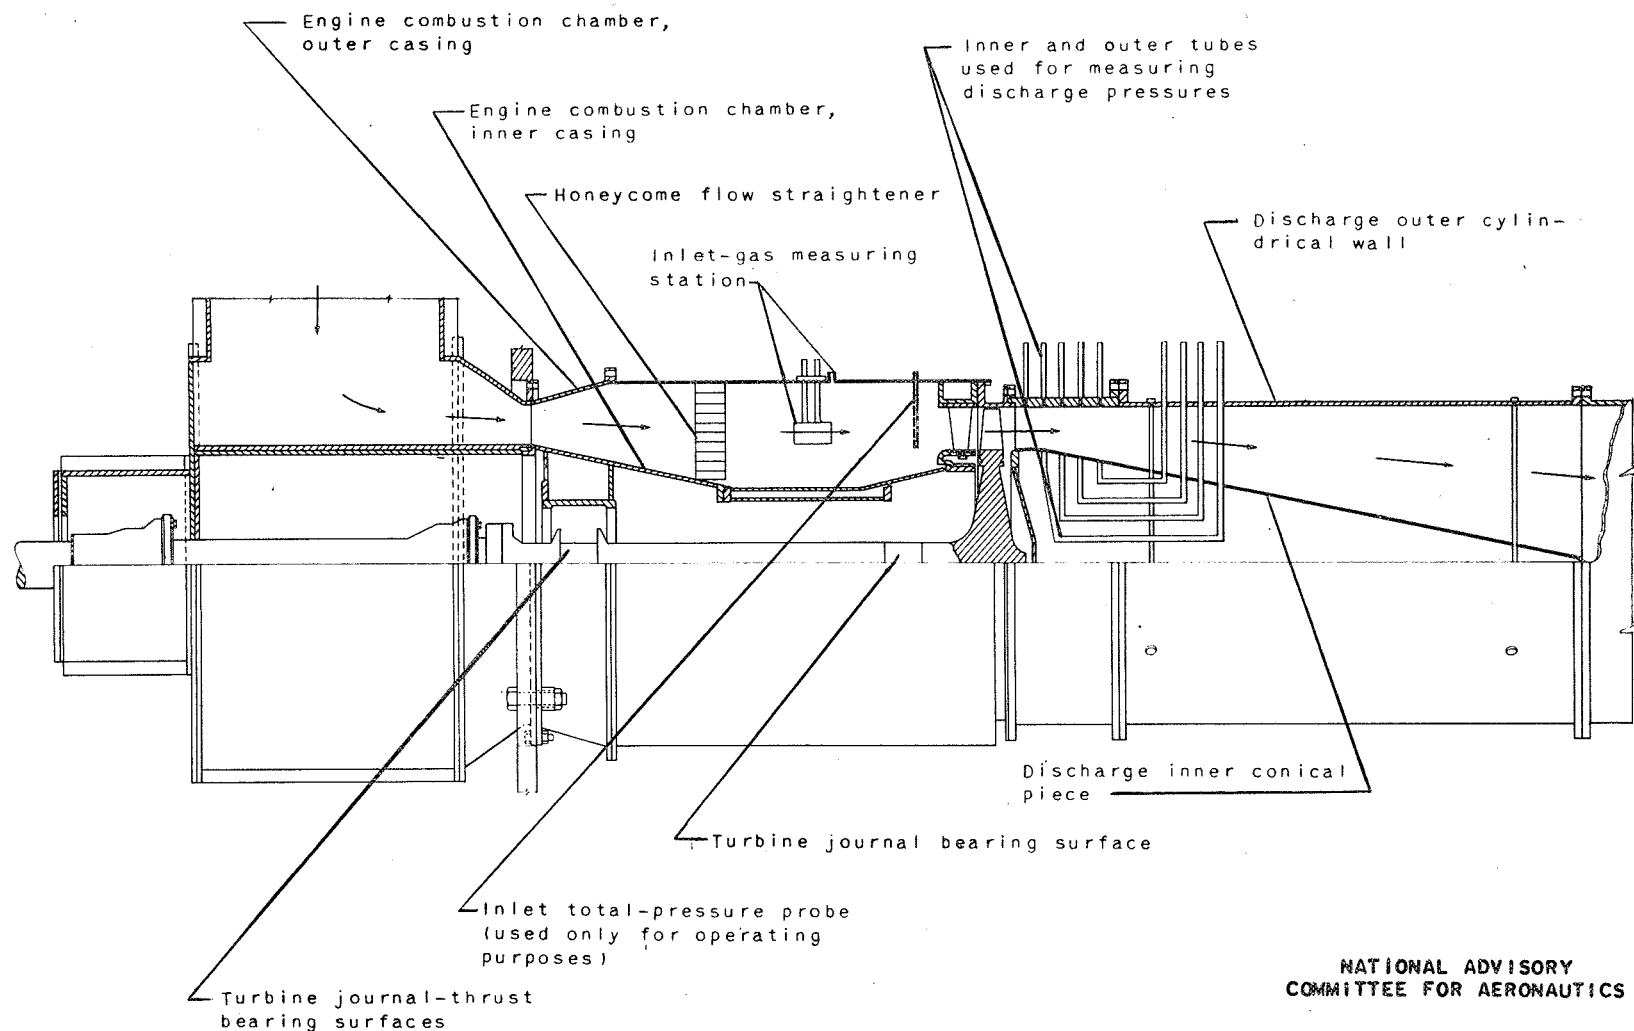 Engine combustion chamber,
outer casing
Inner and outer tubes
used for measuring
discharge pressures
Engine combustion chamber,
inner casing
Honeycome flow straightener
Discharge outer cylin-
drical wall
Inlet-gas measuring
station
Discharge inner conical
piece
Turbine journal bearing surface
Inlet total-pressure probe
(used only for operating
purposes)
Turbine journal-thrust
bearing surfaces
NATIONAL ADVISORY
COMMITTEE FOR AERONAUTICS